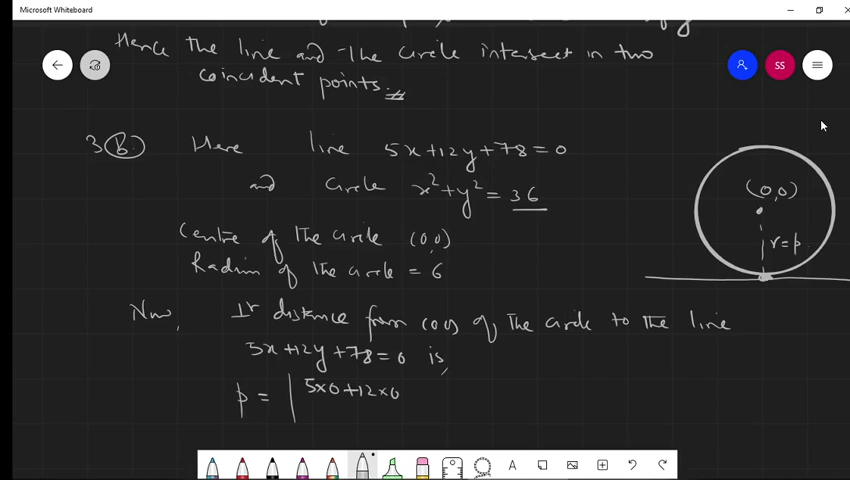 Microsoft Whiteboard
Hence the line and the circle intersect in two
coincident points.
SS
3 B. Here line 5x+12y+78=0
and circle x²+y²=36
(0,0)
r=p
Centre of the circle (0,0)
Radius of the circle = 6
Now, ⊥r distance from (0,0) of the circle to the line
5x+12y+78=0 is,
p = | 5×0+12×0
A